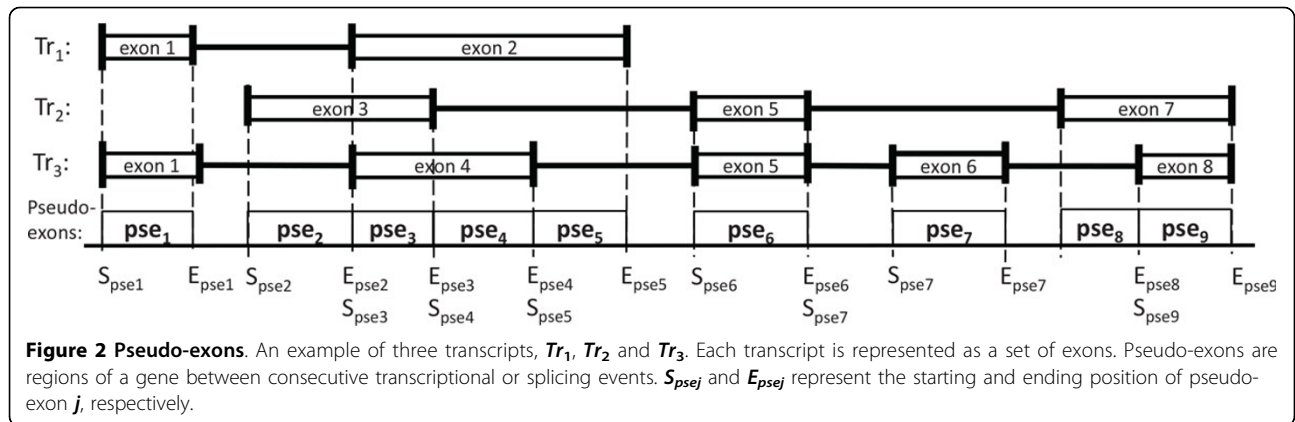 Tr1: exon 1 exon 2
Tr2: exon 3 exon 5 exon 7
Tr3: exon 1 exon 4 exon 5 exon 6 exon 8
Pseudo-
exons: pse1 pse2 pse3 pse4 pse5 pse6 pse7 pse8 pse9
Spse1 Epse1 Spse2 Epse2 Epse3 Epse4 Epse5 Spse6 Epse6 Spse7 Epse7 Epse8 Epse9
Spse3 Spse4 Spse5 Spse7 Spse9
Figure 2 Pseudo-exons. An example of three transcripts, Tr1, Tr2 and Tr3. Each transcript is represented as a set of exons. Pseudo-exons are
regions of a gene between consecutive transcriptional or splicing events. Spsej and Epsej represent the starting and ending position of pseudo-
exon j, respectively.